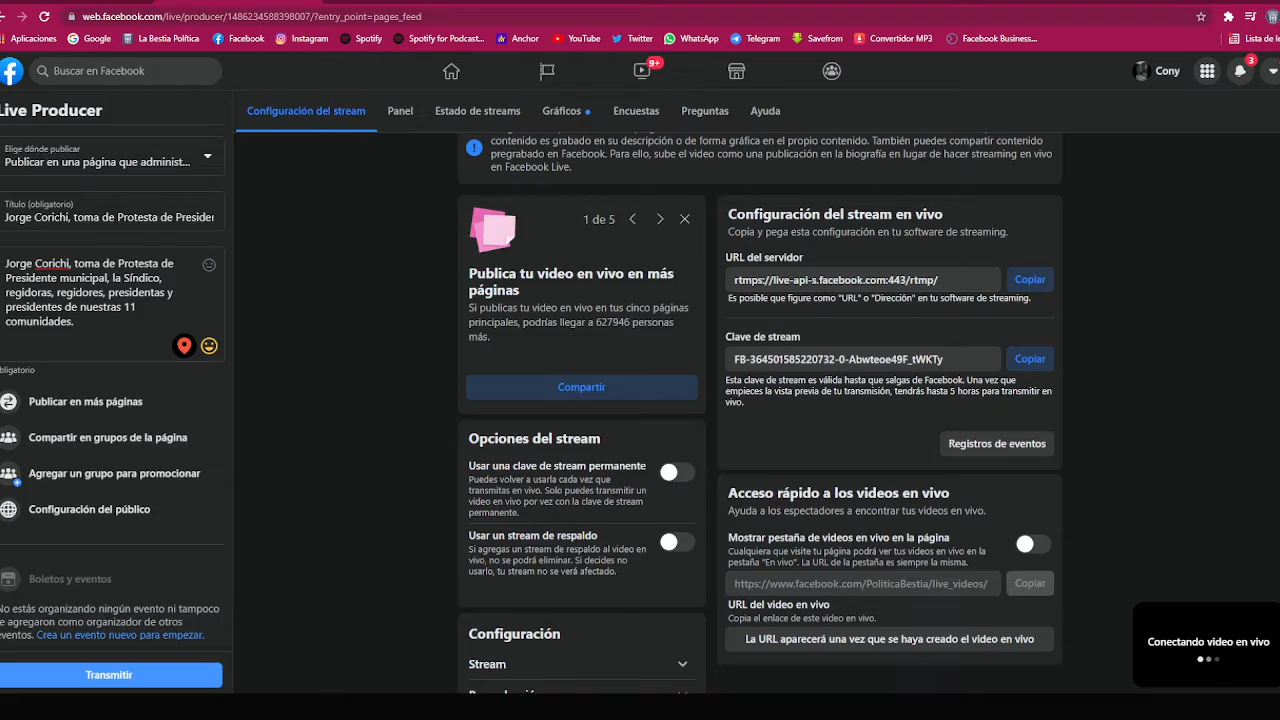 web.facebook.com/live/producer/1486234588398007/?entry_point=pages_feed
Aplicaciones Google La Bestia Política Facebook Instagram Spotify Spotify for Podcast... Anchor YouTube Twitter WhatsApp Telegram Savefrom Convertidor MP3 Facebook Business... Lista de
Buscar en Facebook
9+
Cony
3
Live Producer
Configuración del stream Panel Estado de streams Gráficos Encuestas Preguntas Ayuda
Elige dónde publicar
Publicar en una página que administ...
Título (obligatorio)
Jorge Corichi, toma de Protesta de Presider
Jorge Corichi, toma de Protesta de
Presidente municipal, la Síndico,
regidoras, regidores, presidentas y
presidentes de nuestras 11
comunidades.
obligatorio
Publicar en más páginas
Compartir en grupos de la página
Agregar un grupo para promocionar
Configuración del público
Boletos y eventos
No estás organizando ningún evento ni tampoco
te agregaron como organizador de otros
eventos. Crea un evento nuevo para empezar.
Transmitir
contenido es grabado en su descripción o de forma gráfica en el propio contenido. También puedes compartir contenido
pregrabado en Facebook. Para ello, sube el video como una publicación en la biografía en lugar de hacer streaming en vivo
en Facebook Live.
1 de 5
Publica tu video en vivo en más
páginas
Si publicas tu video en vivo en tus cinco páginas
principales, podrías llegar a 627946 personas
más.
Compartir
Opciones del stream
Usar una clave de stream permanente
Puedes volver a usarla cada vez que
transmitas en vivo. Solo puedes transmitir un
video en vivo por vez con la clave de stream
permanente.
Usar un stream de respaldo
Si agregas un stream de respaldo al video en
vivo, no se podrá eliminar. Si decides no
usarlo, tu stream no se verá afectado.
Configuración
Stream
Configuración del stream en vivo
Copia y pega esta configuración en tu software de streaming.
URL del servidor
rtmps://live-api-s.facebook.com:443/rtmp/ Copiar
Es posible que figure como "URL" o "Dirección" en tu software de streaming.
Clave de stream
FB-364501585220732-0-Abwteoe49F_tWKTy Copiar
Esta clave de stream es válida hasta que salgas de Facebook. Una vez que
empieces la vista previa de tu transmisión, tendrás hasta 5 horas para transmitir en
vivo.
Registros de eventos
Acceso rápido a los videos en vivo
Ayuda a los espectadores a encontrar tus videos en vivo.
Mostrar pestaña de videos en vivo en la página
Cualquiera que visite tu página podrá ver tus videos en vivo en la
pestaña "En vivo". La URL de la pestaña es siempre la misma.
https://www.facebook.com/PoliticaBestia/live_videos/ Copiar
URL del video en vivo
Copia el enlace de este video en vivo.
La URL aparecerá una vez que se haya creado el video en vivo
Conectando video en vivo